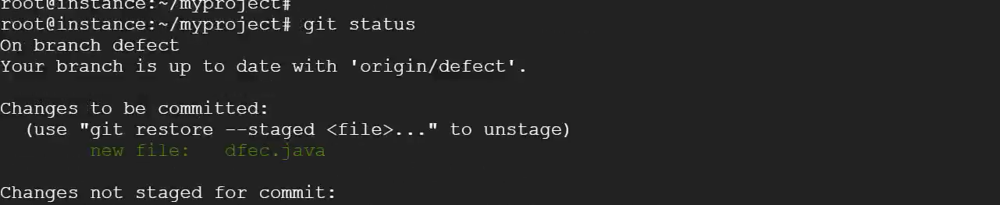 root@instance:~/myproject#
root@instance:~/myproject# git status
On branch defect
Your branch is up to date with 'origin/defect'.
Changes to be committed:
(use "git restore --staged <file>..." to unstage)
new file: dfec.java
Changes not staged for commit: